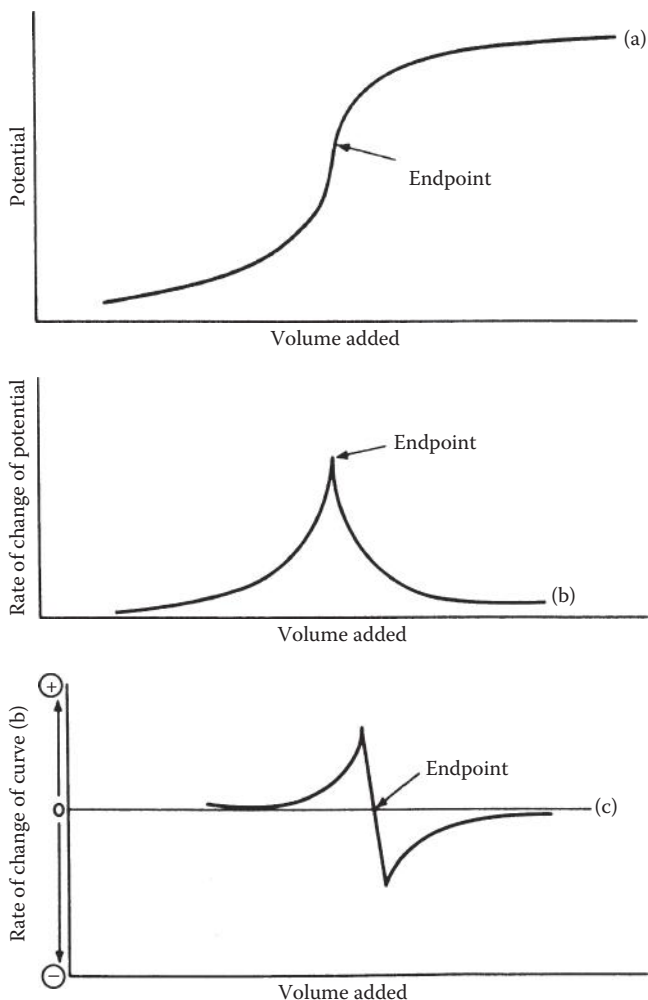 Potential
(a)
Endpoint
Volume added
Rate of change of potential
Endpoint
(b)
Volume added
Rate of change of curve (b)
+
0
−
Endpoint
(c)
Volume added